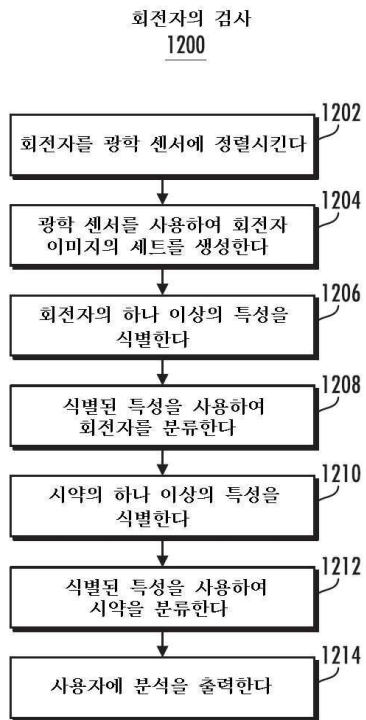 회전자의 검사
1200
1202
회전자를 광학 센서에 정렬시킨다
1204
광학 센서를 사용하여 회전자
이미지의 세트를 생성한다
1206
회전자의 하나 이상의 특성을
식별한다
1208
식별된 특성을 사용하여
회전자를 분류한다
1210
시약의 하나 이상의 특성을
식별한다
1212
식별된 특성을 사용하여
시약을 분류한다
1214
사용자에 분석을 출력한다